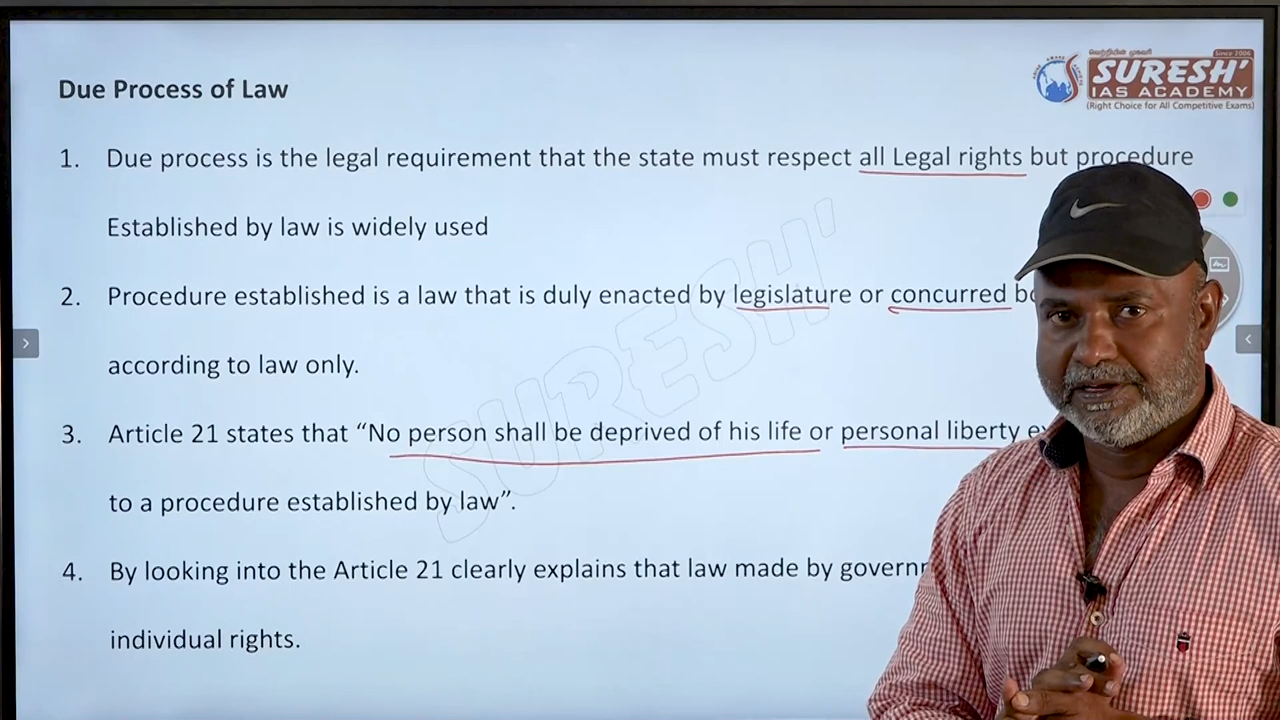 Due Process of Law
Since 2006
SURESH'
IAS ACADEMY
(Right Choice for All Competitive Exams)
1. Due process is the legal requirement that the state must respect all Legal rights but procedure
Established by law is widely used
2. Procedure established is a law that is duly enacted by legislature or concurred
according to law only.
3. Article 21 states that “No person shall be deprived of his life or personal liberty
to a procedure established by law”.
4. By looking into the Article 21 clearly explains that law made by
individual rights.
SURESH'